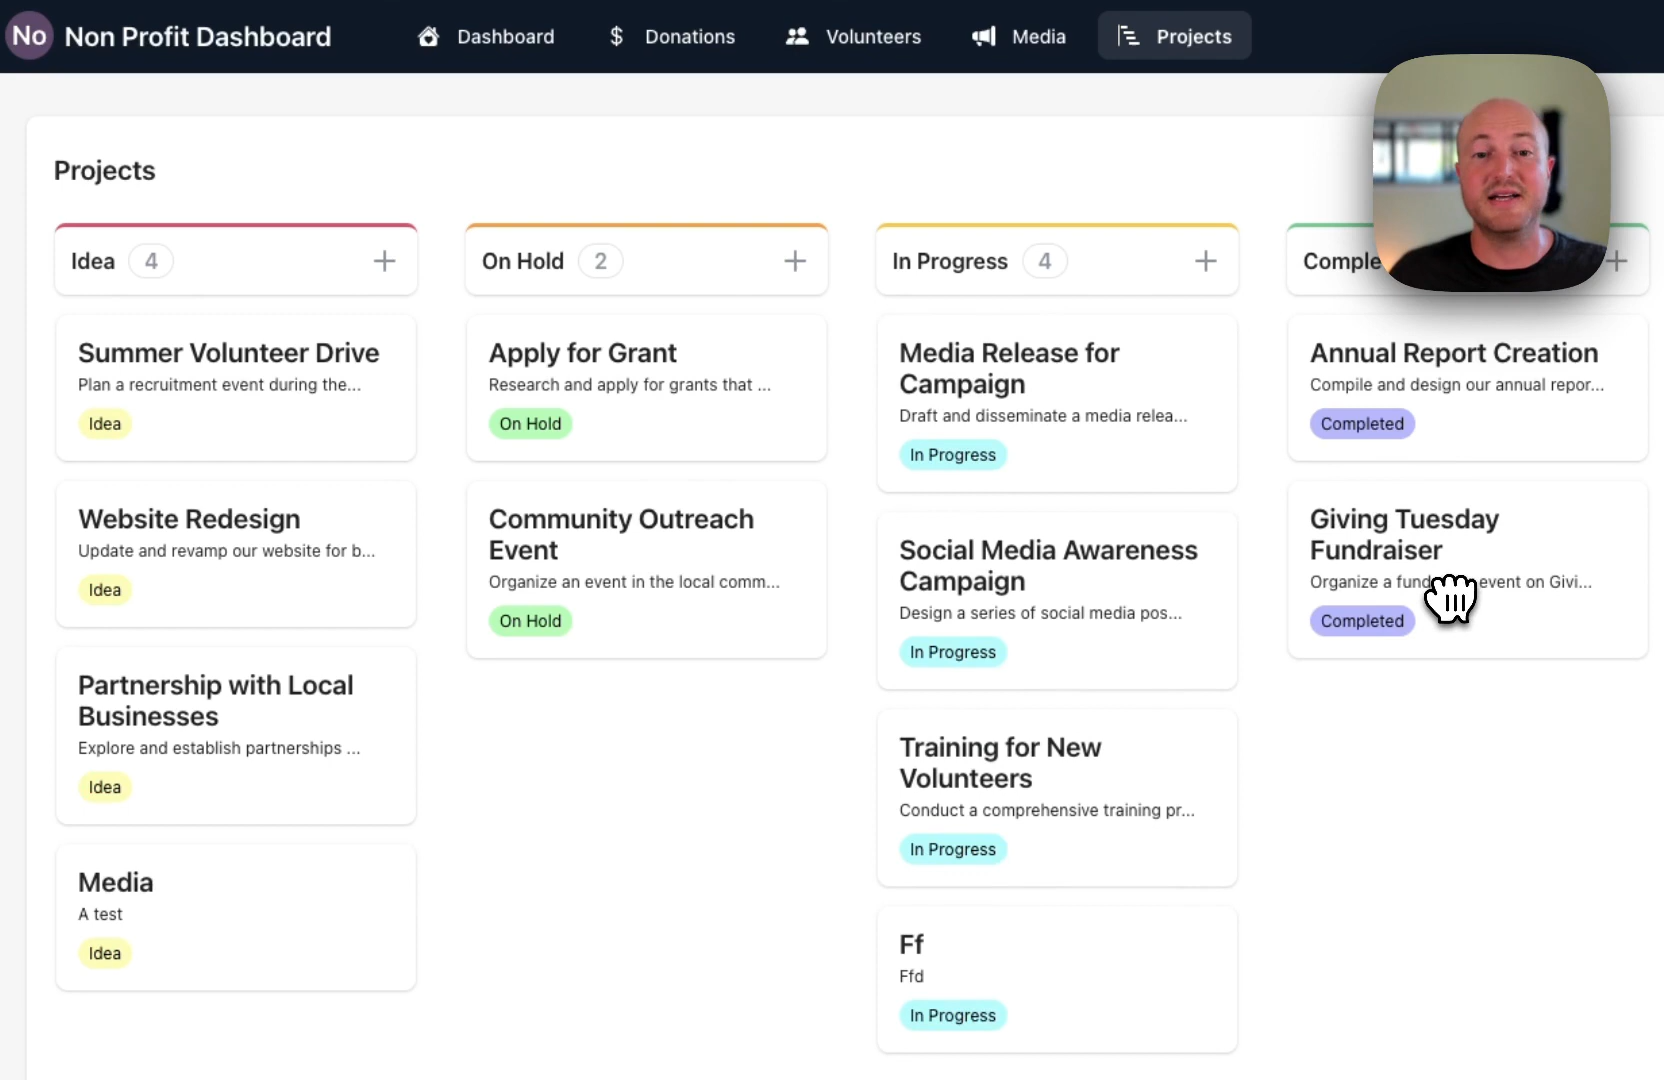 No Non Profit Dashboard Dashboard $ Donations Volunteers Media Projects
Projects
Idea 4 +
Summer Volunteer Drive
Plan a recruitment event during the...
Idea
Website Redesign
Update and revamp our website for b...
Idea
Partnership with Local
Businesses
Explore and establish partnerships ...
Idea
Media
A test
Idea
On Hold 2 +
Apply for Grant
Research and apply for grants that ...
On Hold
Community Outreach
Event
Organize an event in the local comm...
On Hold
In Progress 4 +
Media Release for
Campaign
Draft and disseminate a media relea...
In Progress
Social Media Awareness
Campaign
Design a series of social media pos...
In Progress
Training for New
Volunteers
Conduct a comprehensive training pr...
In Progress
Ff
Ffd
In Progress
Comple +
Annual Report Creation
Compile and design our annual repor...
Completed
Giving Tuesday
Fundraiser
Organize a fund event on Givi...
Completed